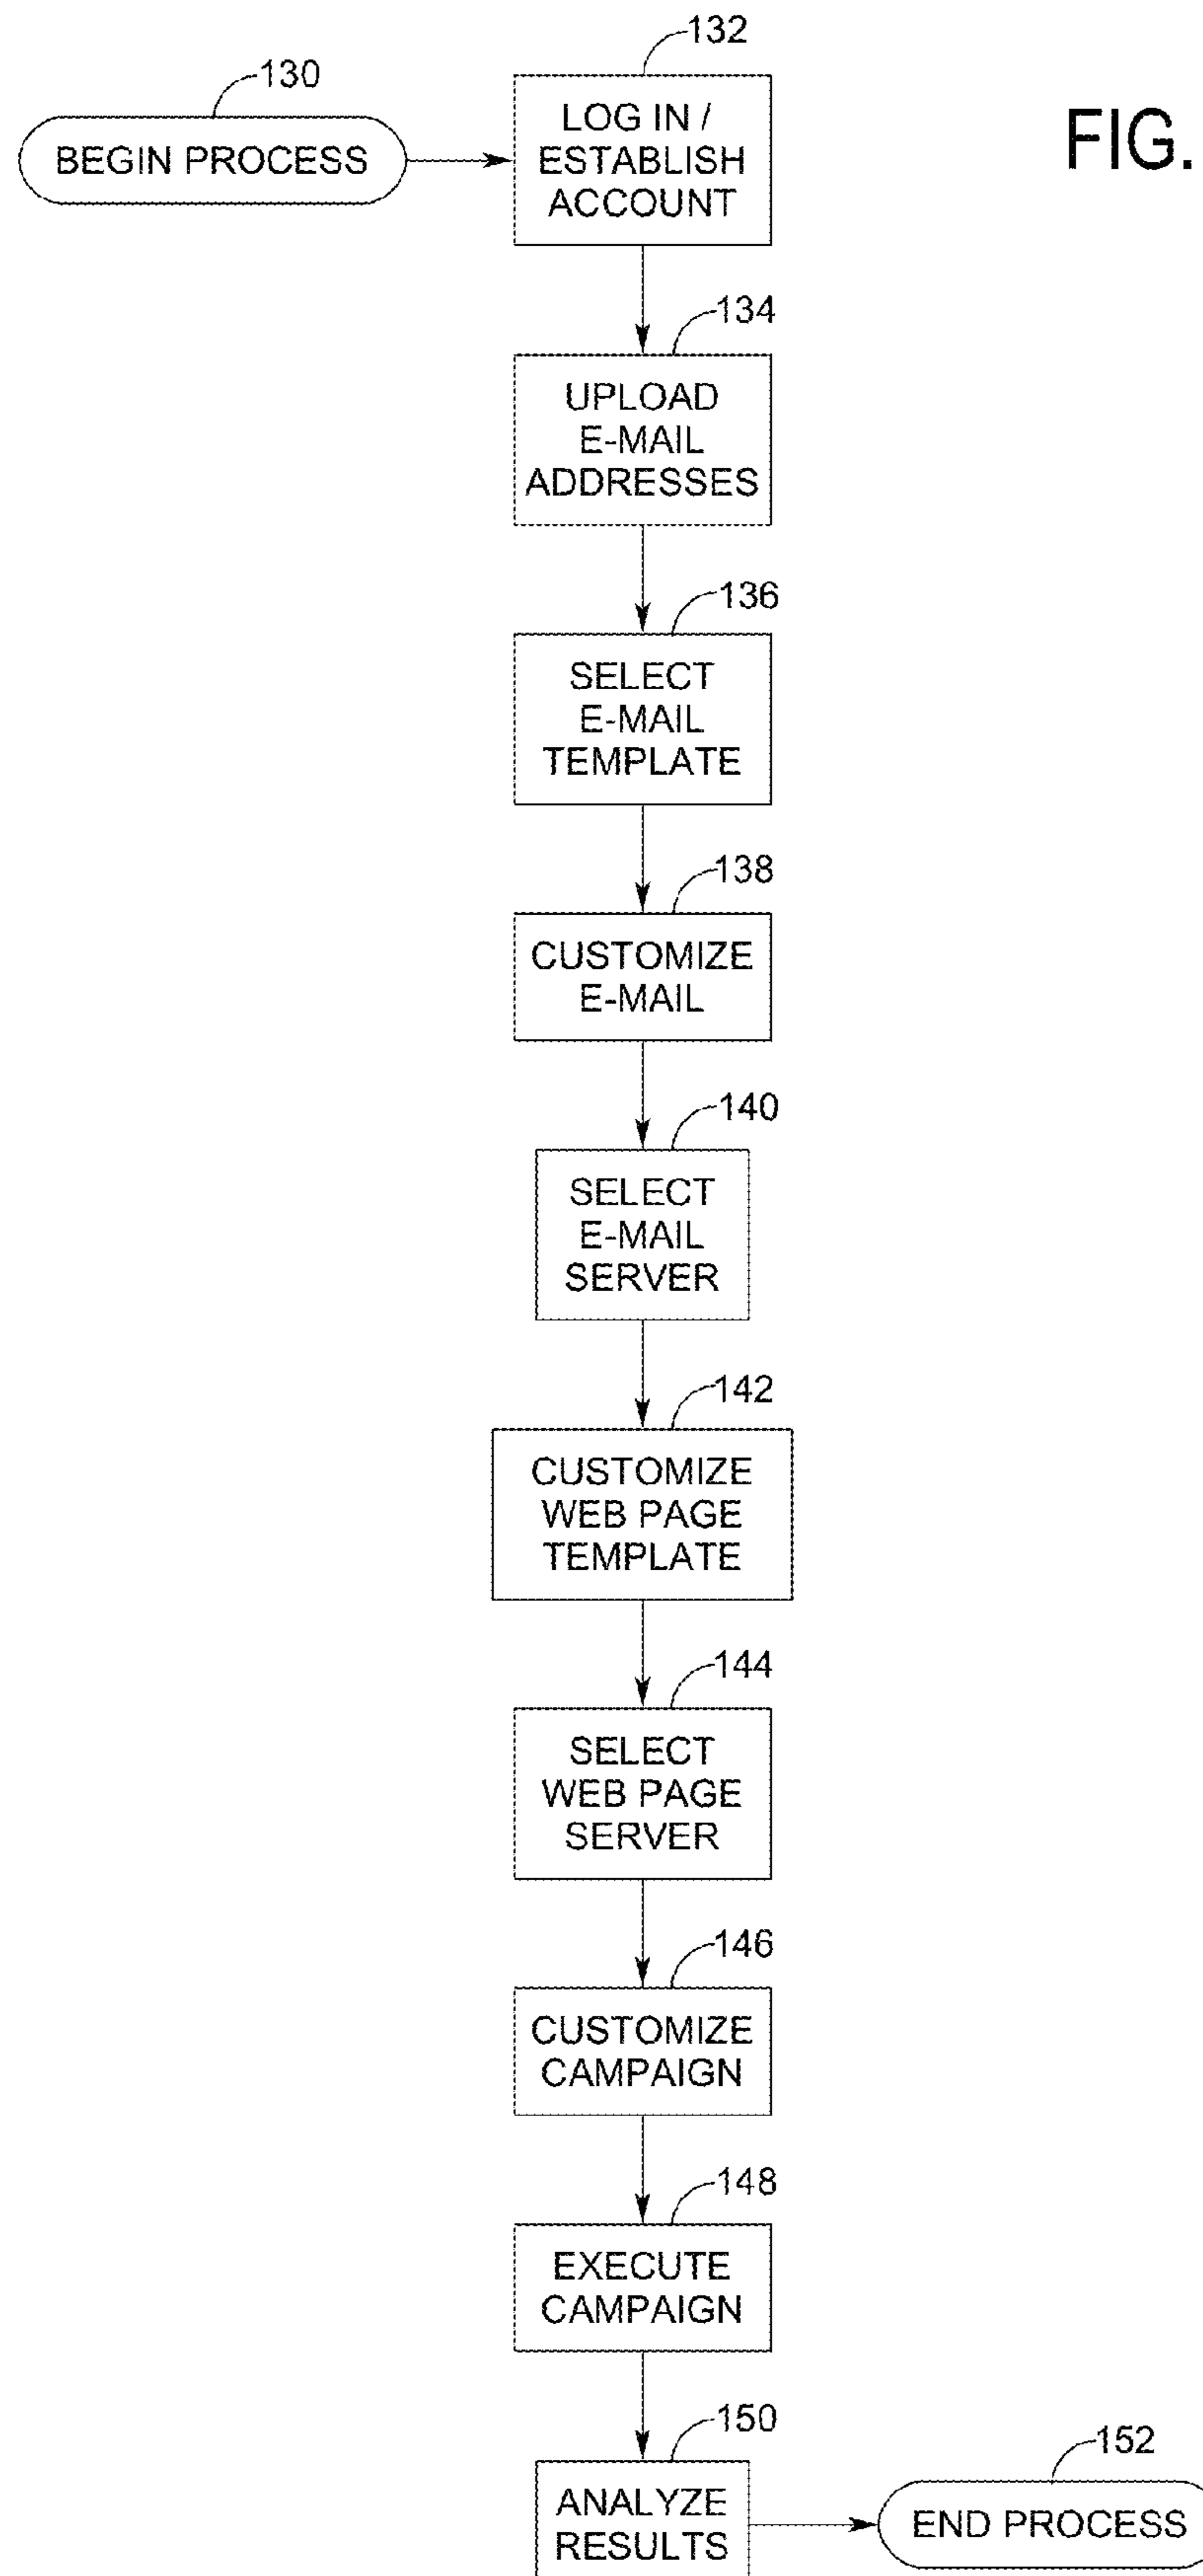 132
130
LOG IN /
ESTABLISH
ACCOUNT
BEGIN PROCESS
FIG.
134
UPLOAD
E-MAIL
ADDRESSES
136
SELECT
E-MAIL
TEMPLATE
138
CUSTOMIZE
E-MAIL
140
SELECT
E-MAIL
SERVER
142
CUSTOMIZE
WEB PAGE
TEMPLATE
144
SELECT
WEB PAGE
SERVER
146
CUSTOMIZE
CAMPAIGN
148
EXECUTE
CAMPAIGN
150
ANALYZE
RESULTS
152
END PROCESS